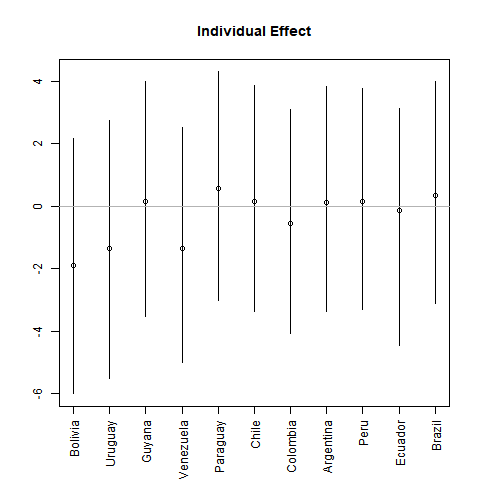 Individual Effect
4
2
0
-2
-4
-6
Bolivia
Uruguay
Guyana
Venezuela
Paraguay
Chile
Colombia
Argentina
Peru
Ecuador
Brazil